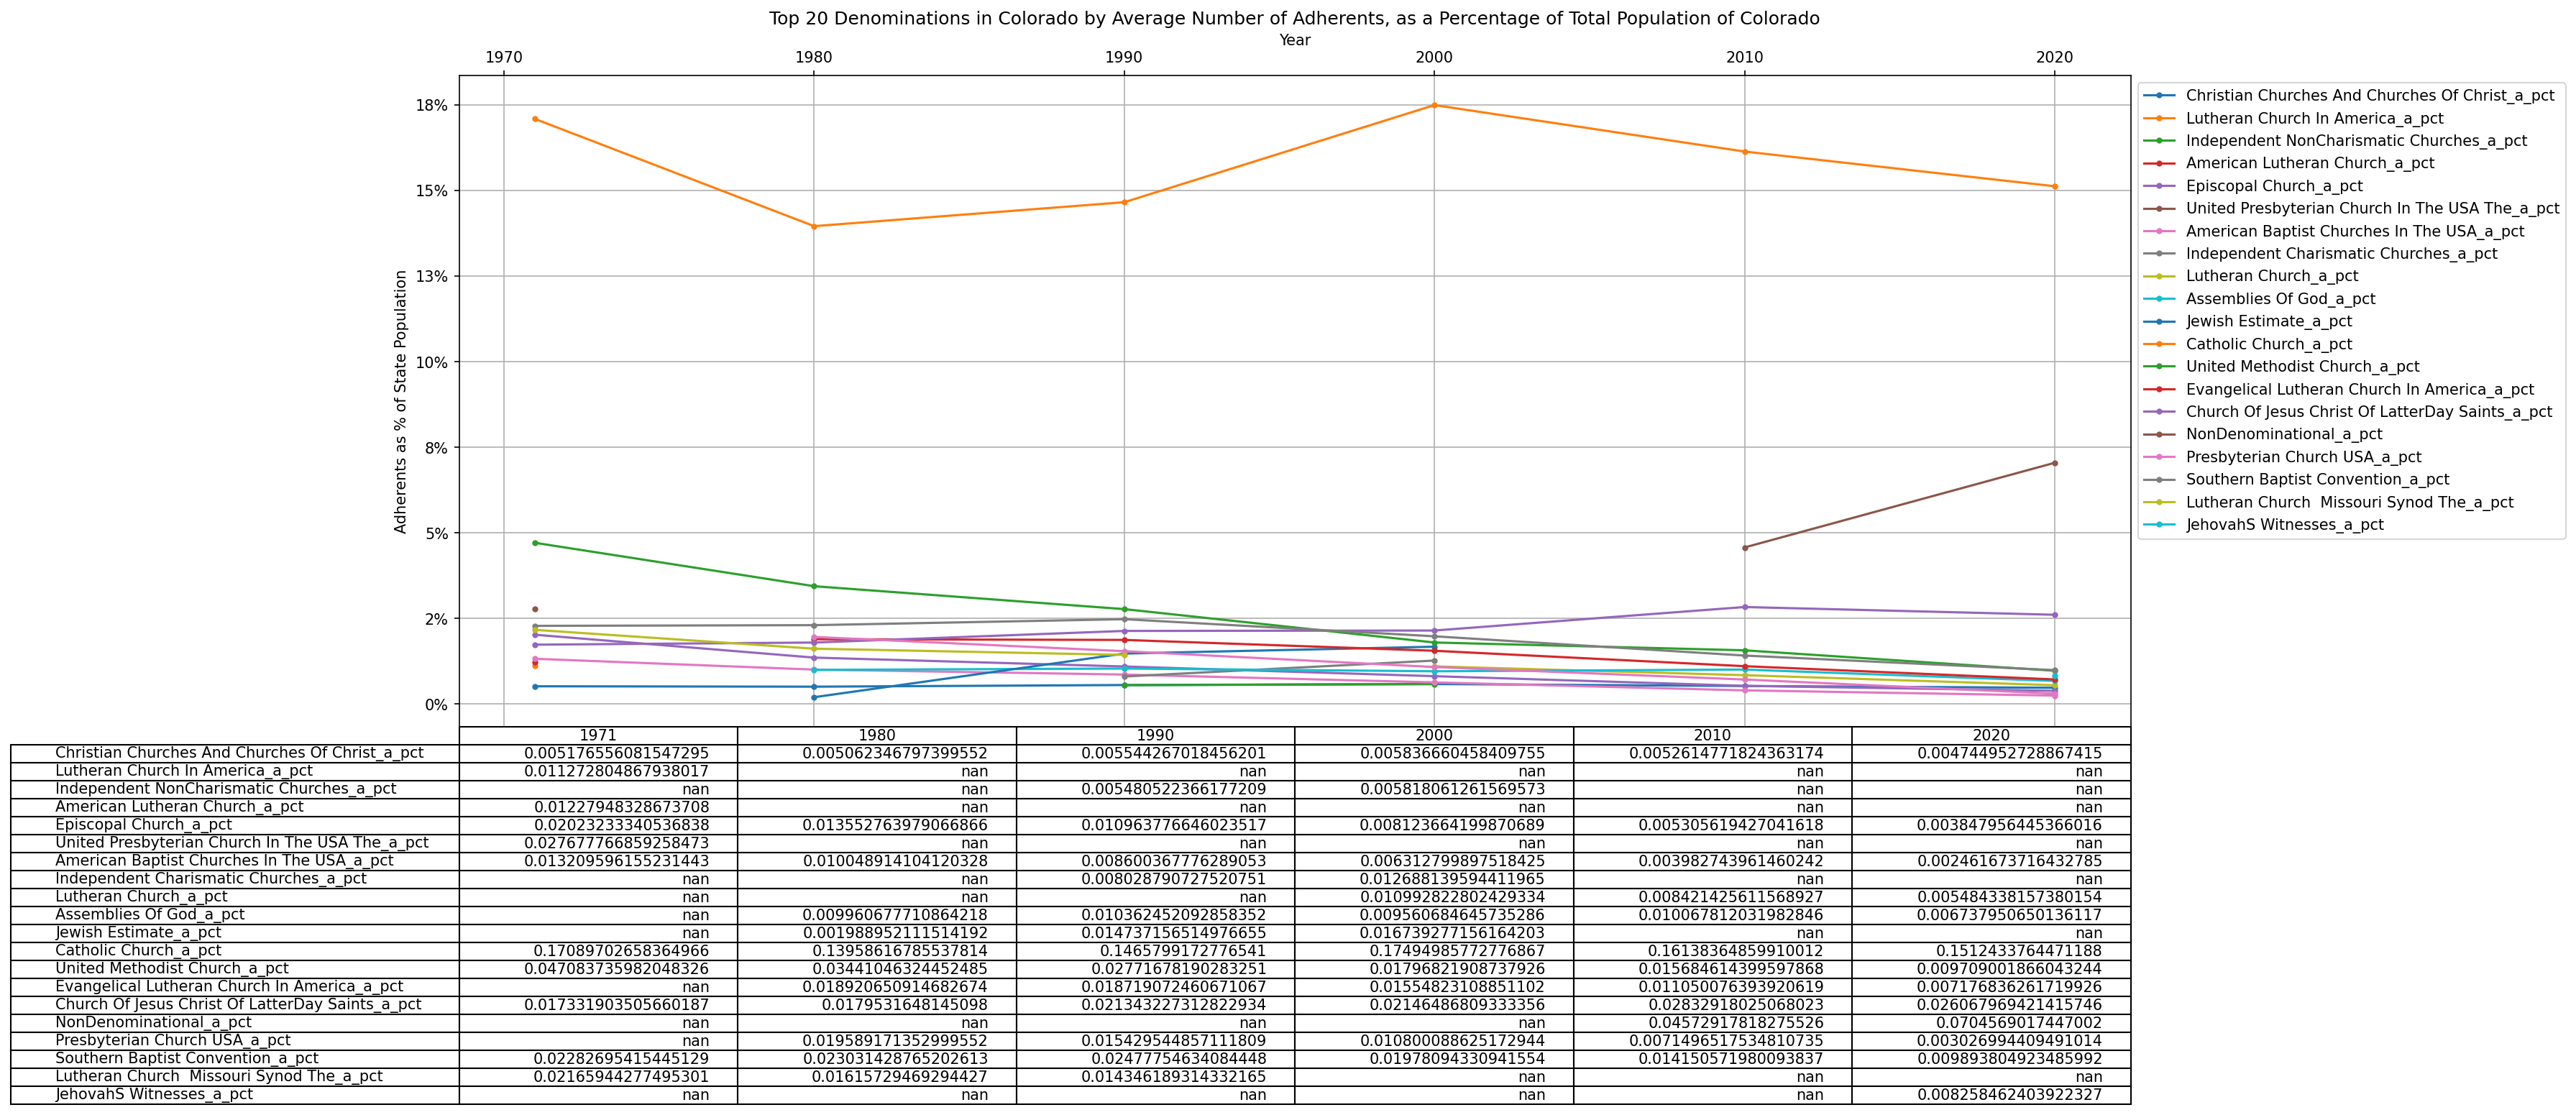 Top 20 Denominations in Colorado by Average Number of Adherents, as a Percentage of Total Population of Colorado
Year
1970 1980 1990 2000 2010 2020
Adherents as % of State Population
18%
15%
13%
10%
8%
5%
2%
0%
Christian Churches And Churches Of Christ_a_pct
Lutheran Church In America_a_pct
Independent NonCharismatic Churches_a_pct
American Lutheran Church_a_pct
Episcopal Church_a_pct
United Presbyterian Church In The USA The_a_pct
American Baptist Churches In The USA_a_pct
Independent Charismatic Churches_a_pct
Lutheran Church_a_pct
Assemblies Of God_a_pct
Jewish Estimate_a_pct
Catholic Church_a_pct
United Methodist Church_a_pct
Evangelical Lutheran Church In America_a_pct
Church Of Jesus Christ Of LatterDay Saints_a_pct
NonDenominational_a_pct
Presbyterian Church USA_a_pct
Southern Baptist Convention_a_pct
Lutheran Church  Missouri Synod The_a_pct
JehovahS Witnesses_a_pct
1971 1980 1990 2000 2010 2020
Christian Churches And Churches Of Christ_a_pct 0.005176556081547295 0.005062346797399552 0.005544267018456201 0.005836660458409755 0.0052614771824363174 0.004744952728867415
Lutheran Church In America_a_pct 0.011272804867938017 nan nan nan nan nan
Independent NonCharismatic Churches_a_pct nan nan 0.005480522366177209 0.005818061261569573 nan nan
American Lutheran Church_a_pct 0.01227948328673708 nan nan nan nan nan
Episcopal Church_a_pct 0.02023233340536838 0.013552763979066866 0.010963776646023517 0.008123664199870689 0.005305619427041618 0.003847956445366016
United Presbyterian Church In The USA The_a_pct 0.027677766859258473 nan nan nan nan nan
American Baptist Churches In The USA_a_pct 0.013209596155231443 0.010048914104120328 0.008600367776289053 0.006312799897518425 0.003982743961460242 0.002461673716432785
Independent Charismatic Churches_a_pct nan nan 0.008028790727520751 0.012688139594411965 nan nan
Lutheran Church_a_pct nan nan nan 0.010992822802429334 0.008421425611568927 0.005484338157380154
Assemblies Of God_a_pct nan 0.009960677710864218 0.010362452092858352 0.009560684645735286 0.010067812031982846 0.006737950650136117
Jewish Estimate_a_pct nan 0.001988952111514192 0.014737156514976655 0.016739277156164203 nan nan
Catholic Church_a_pct 0.170897026583649​66 0.13958616785537814 0.1465799172776541 0.17494985772776867 0.16138364859910012 0.1512433764471188
United Methodist Church_a_pct 0.047083735982048326 0.03441046324452485 0.02771678190283251 0.01796821908737926 0.015684614399597868 0.009709001866043244
Evangelical Lutheran Church In America_a_pct nan 0.018920650914682674 0.018719072460671067 0.01554823108851102 0.011050076393920619 0.007176836261719926
Church Of Jesus Christ Of LatterDay Saints_a_pct 0.017331903505660187 0.0179531648145098 0.021343227312822934 0.02146486809333356 0.02832918025068023 0.026067969421415746
NonDenominational_a_pct nan nan nan nan 0.04572917818275526 0.0704569017447002
Presbyterian Church USA_a_pct nan 0.019589171352999552 0.015429544857111809 0.010800088625172944 0.0071496517534810735 0.003026994409491014
Southern Baptist Convention_a_pct 0.02282695415445129 0.023031428765202613 0.02477754634084448 0.01978094330941554 0.014150571980093837 0.009893804923485992
Lutheran Church  Missouri Synod The_a_pct 0.02165944277495301 0.01615729469294427 0.014346189314332165 nan nan nan
JehovahS Witnesses_a_pct nan nan nan nan nan 0.008258462403922327